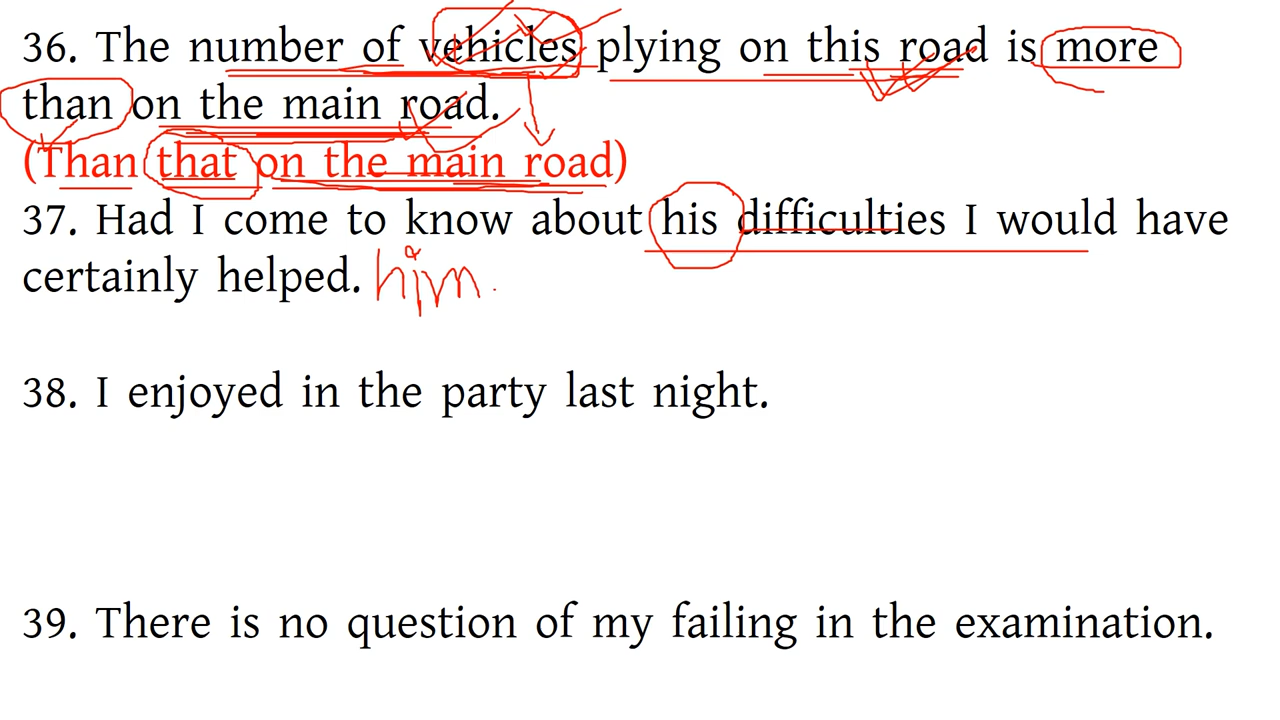 36. The number of vehicles plying on this road is more
than on the main road.
(Than that on the main road)
37. Had I come to know about his difficulties I would have
certainly helped. him.
38. I enjoyed in the party last night.
39. There is no question of my failing in the examination.